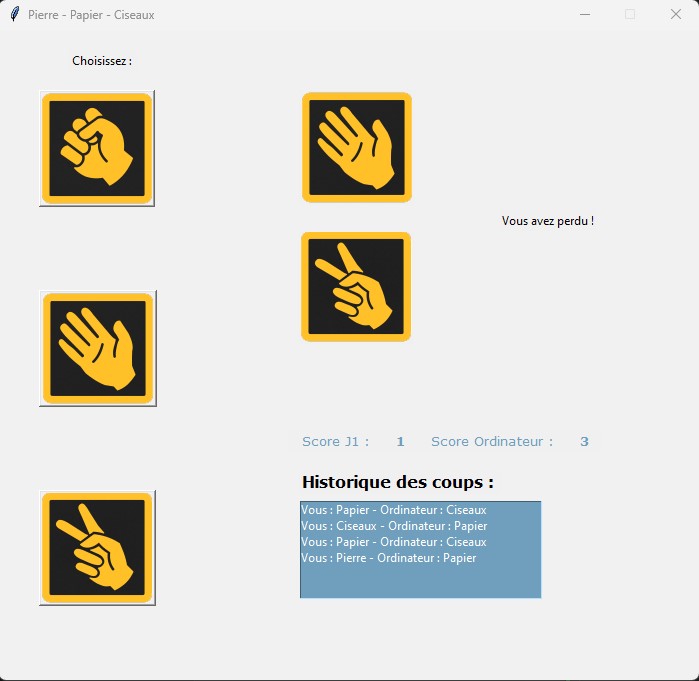 Pierre - Papier - Ciseaux
Choisissez :
Vous avez perdu !
Score J1 : 1 Score Ordinateur : 3
Historique des coups :
Vous : Papier - Ordinateur : Ciseaux
Vous : Ciseaux - Ordinateur : Papier
Vous : Papier - Ordinateur : Ciseaux
Vous : Pierre - Ordinateur : Papier